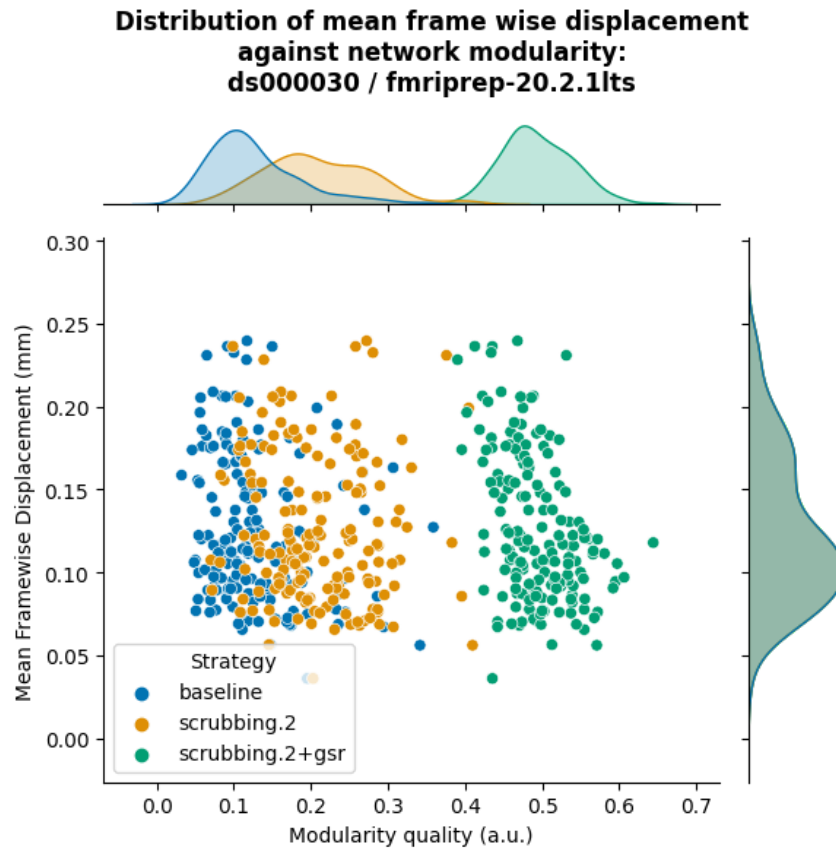 Distribution of mean frame wise displacement
against network modularity:
ds000030 / fmriprep-20.2.1lts
0.30
0.25
0.20
0.15
0.10
0.05
0.00
Mean Framewise Displacement (mm)
Strategy
baseline
scrubbing.2
scrubbing.2+gsr
0.0 0.1 0.2 0.3 0.4 0.5 0.6 0.7
Modularity quality (a.u.)